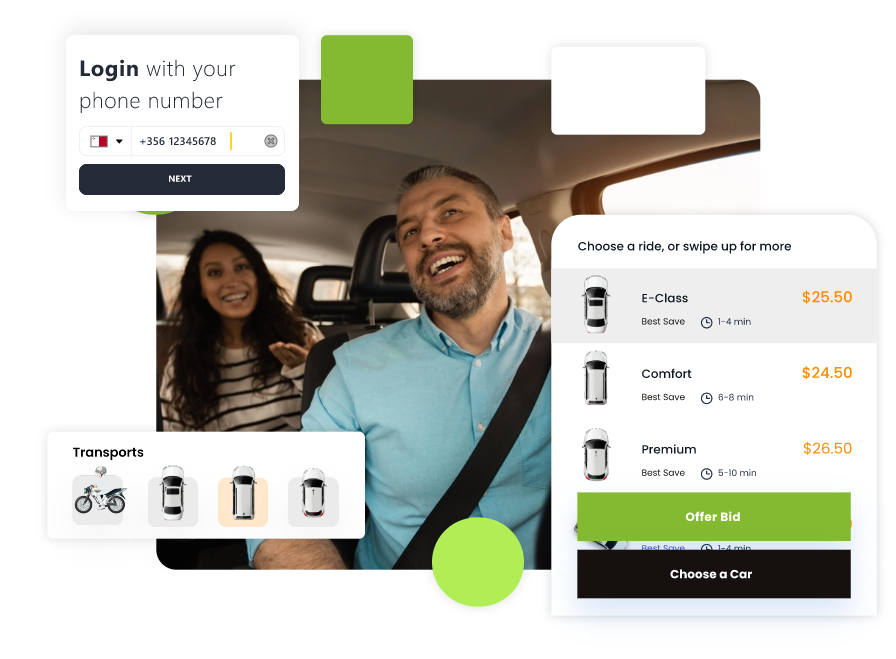 Login with your
phone number
+356 12345678
NEXT
Choose a ride, or swipe up for more
E-Class
$25.50
Best Save
1-4 min
Comfort
$24.50
Best Save
6-8 min
Premium
$26.50
Best Save
5-10 min
Offer Bid
Best Save
1-4 min
Choose a Car
Transports